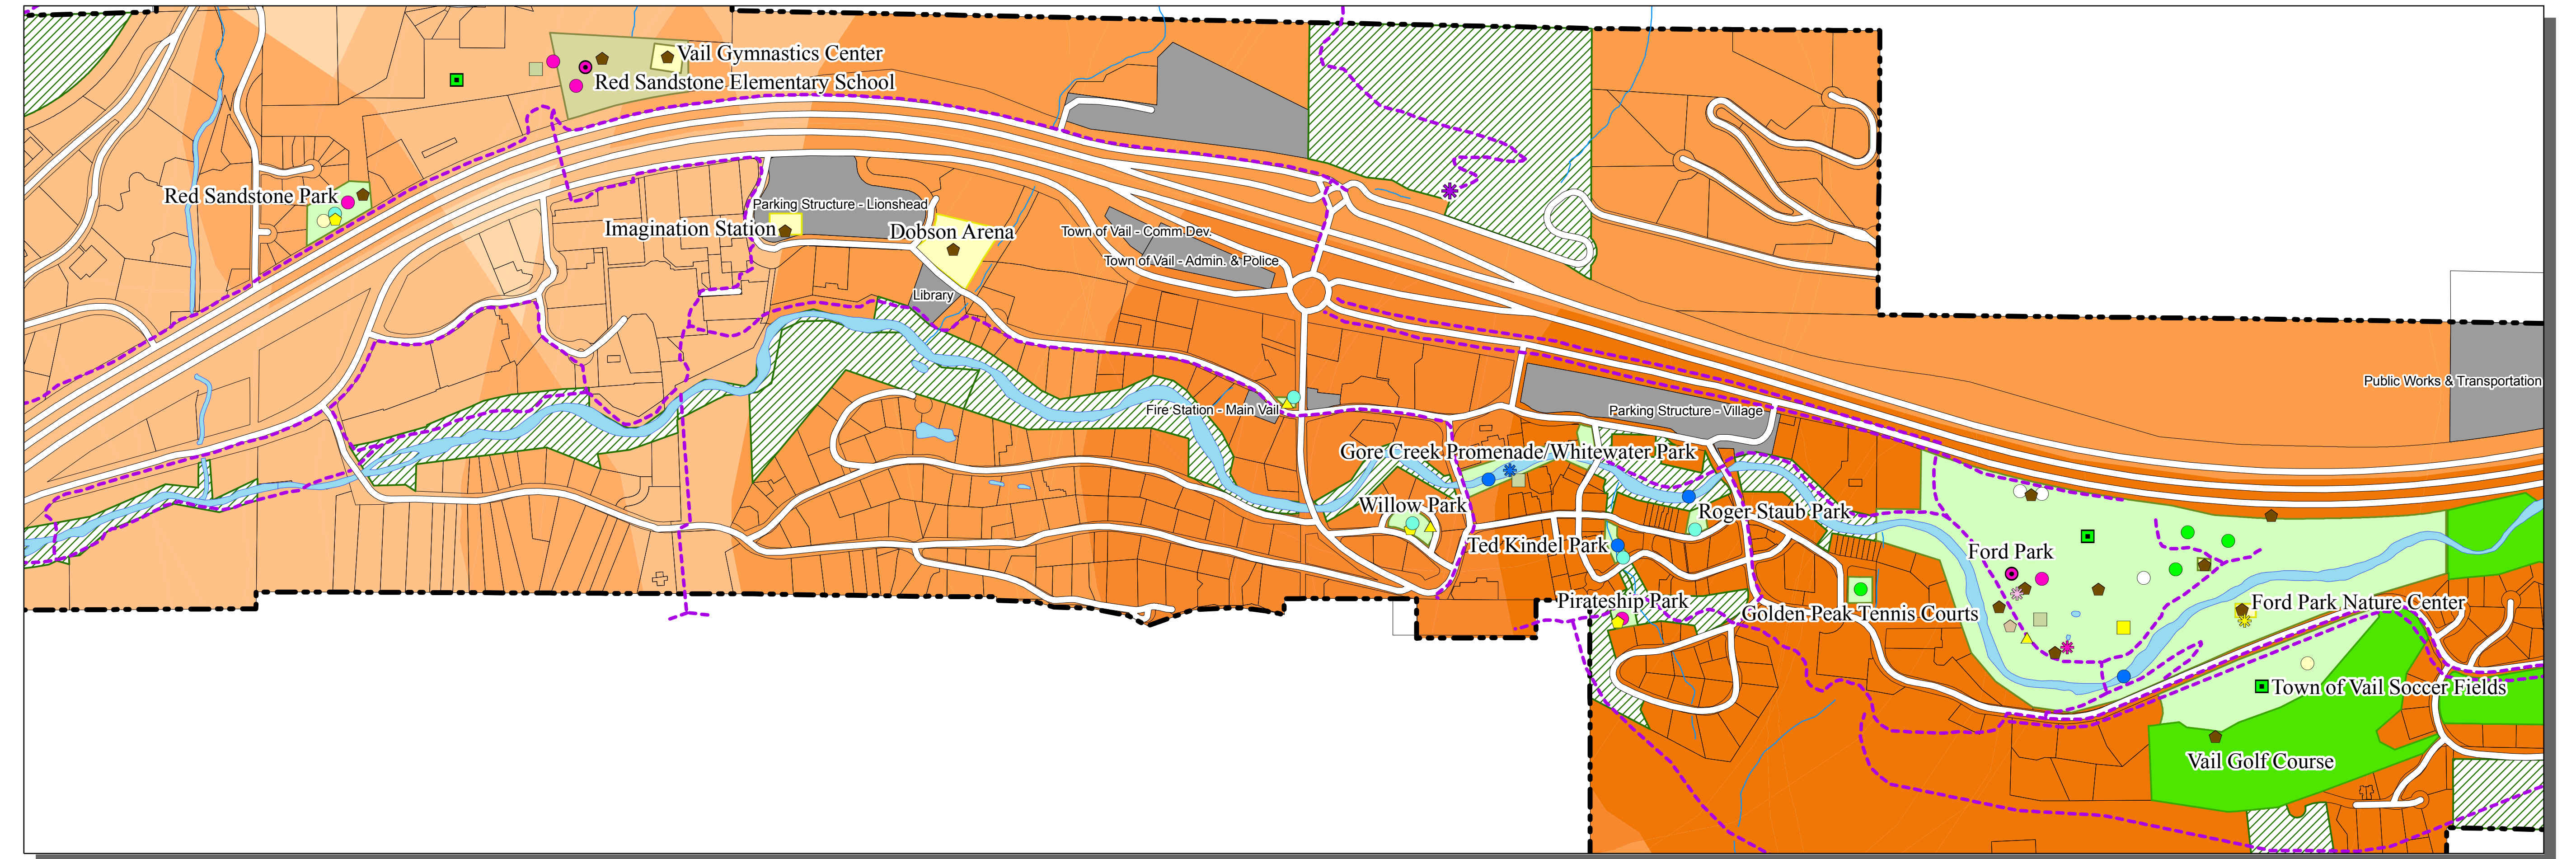 Vail Gymnastics Center
Red Sandstone Elementary School
Red Sandstone Park
Parking Structure - Lionshead
Imagination Station
Dobson Arena
Town of Vail - Comm Dev.
Town of Vail - Admin. & Police
Library
Public Works & Transportation
Fire Station - Main Vail
Parking Structure - Village
Gore Creek Promenade/Whitewater Park
Willow Park
Roger Staub Park
Ted Kindel Park
Ford Park
Pirateship Park
Golden Peak Tennis Courts
Ford Park Nature Center
Town of Vail Soccer Fields
Vail Golf Course